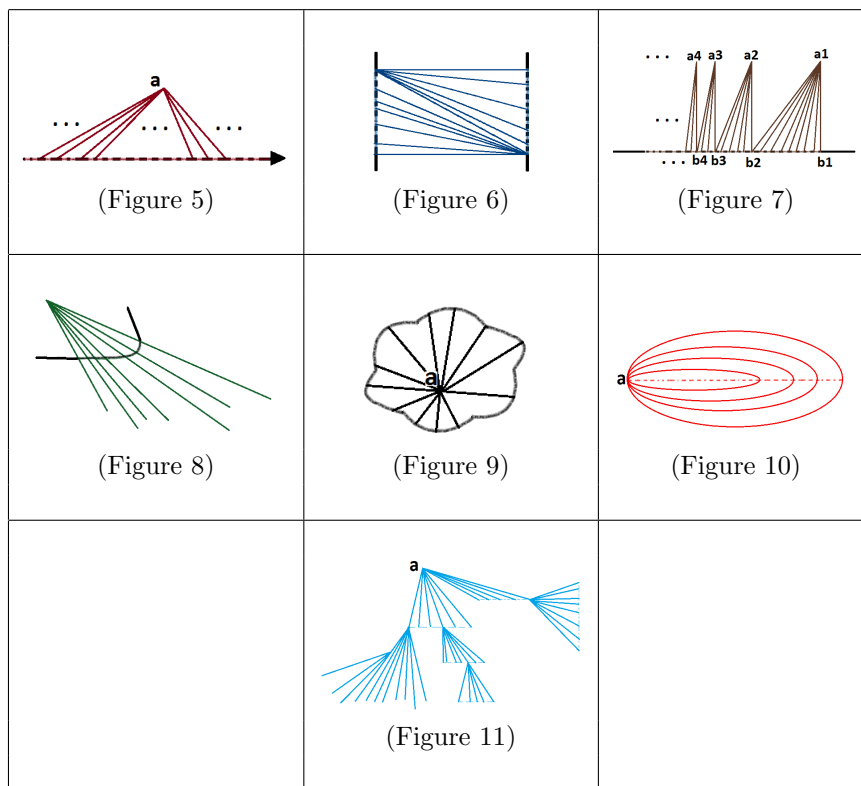 a
. . .
. . .
. . .
(Figure 5)
(Figure 6)
. . . a4 a3 a2 a1
. . .
. . . b4 b3 b2 b1
(Figure 7)
(Figure 8)
a
(Figure 9)
a
(Figure 10)
a
(Figure 11)